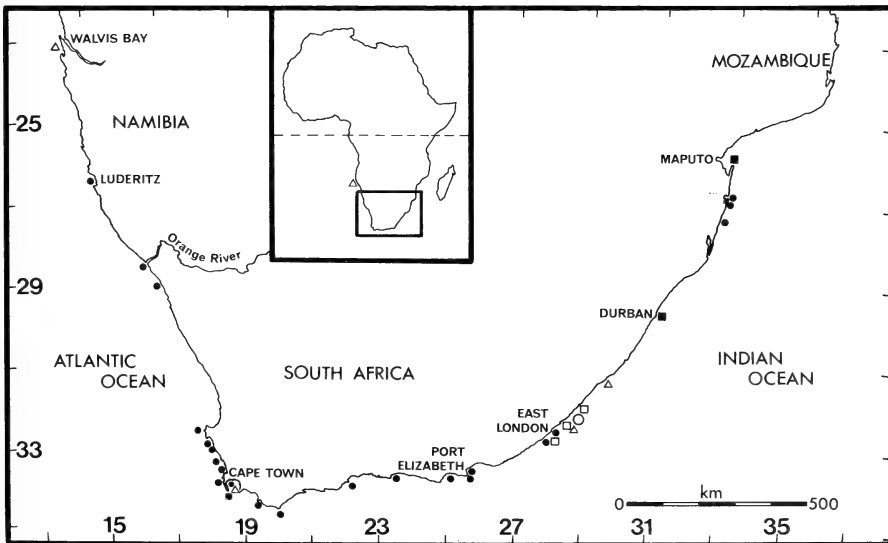 WALVIS BAY
MOZAMBIQUE
25
NAMIBIA
MAPUTO
LUDERITZ
Orange River
29
DURBAN
ATLANTIC
OCEAN
SOUTH AFRICA
INDIAN
OCEAN
EAST
LONDON
33
PORT
ELIZABETH
CAPE TOWN
km
0 500
15 19 23 27 31 35